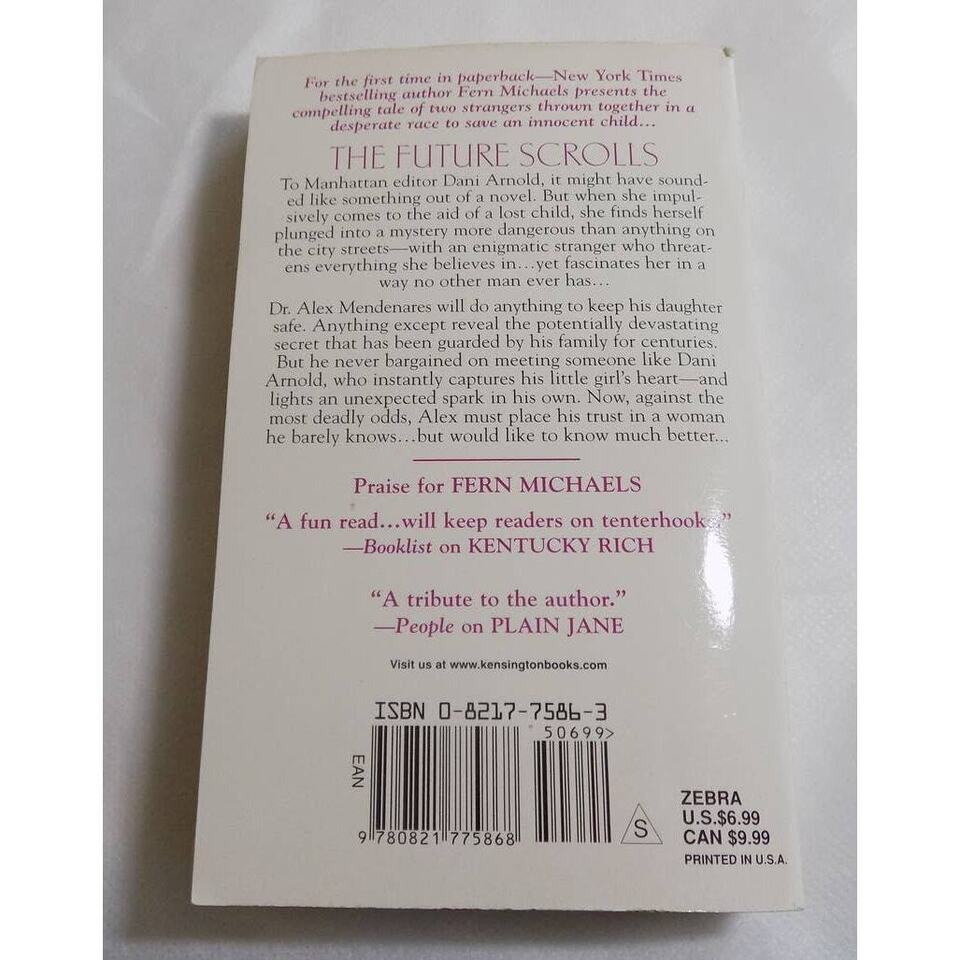 For the first time in paperback—New York Times
bestselling author Fern Michaels presents the
compelling tale of two strangers thrown together in a
desperate race to save an innocent child...
THE FUTURE SCROLLS
To Manhattan editor Dani Arnold, it might have sound-
ed like something out of a novel. But when she impul-
sively comes to the aid of a lost child, she finds herself
plunged into a mystery more dangerous than anything on
the city streets—with an enigmatic stranger who threat-
ens everything she believes in...yet fascinates her in a
way no other man ever has...
Dr. Alex Mendenares will do anything to keep his daughter
safe. Anything except reveal the potentially devastating
secret that has been guarded by his family for centuries.
But he never bargained on meeting someone like Dani
Arnold, who instantly captures his little girl's heart—and
lights an unexpected spark in his own. Now, against the
most deadly odds, Alex must place his trust in a woman
he barely knows...but would like to know much better...
Praise for FERN MICHAELS
“A fun read...will keep readers on tenterhooks.”
—Booklist on KENTUCKY RICH
“A tribute to the author.”
—People on PLAIN JANE
Visit us at www.kensingtonbooks.com
ISBN 0-8217-7586-3
50699>
EAN
9 780821 775868
S
ZEBRA
U.S.$6.99
CAN $9.99
PRINTED IN U.S.A.